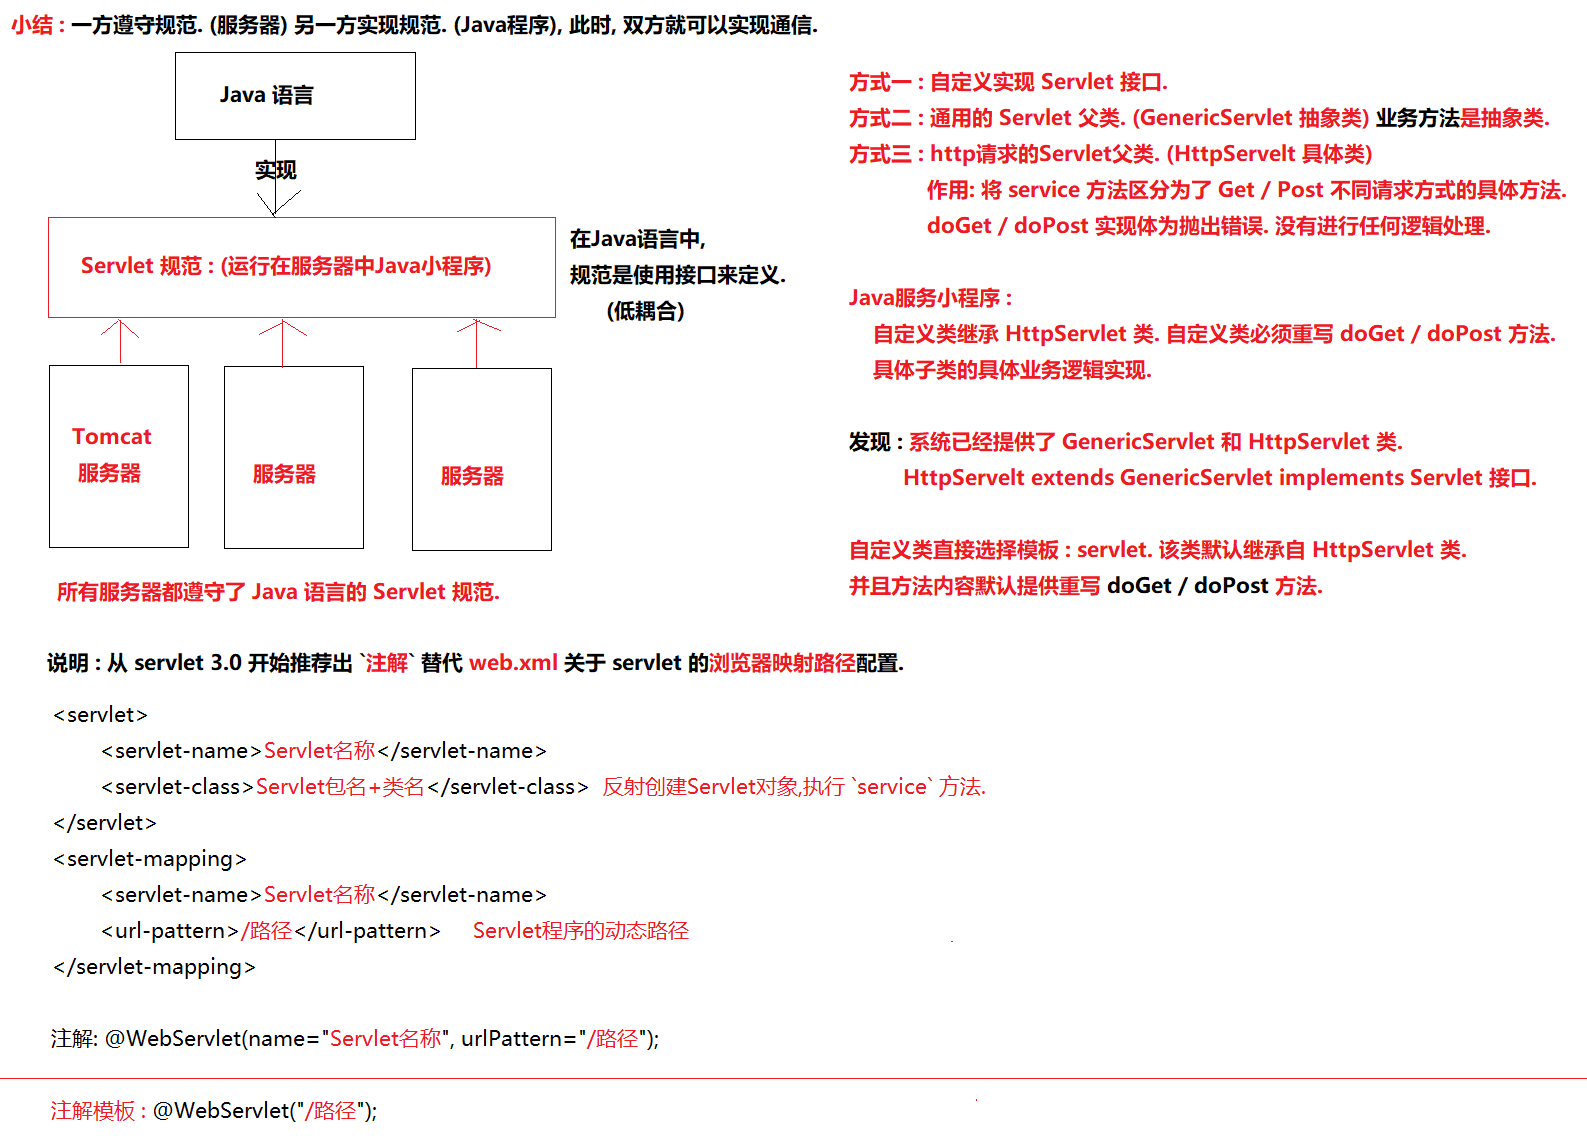 小结 : 一方遵守规范. (服务器) 另一方实现规范. (Java程序), 此时, 双方就可以实现通信.
Java 语言
实现
Servlet 规范 : (运行在服务器中Java小程序)
在Java语言中,
规范是使用接口来定义.
(低耦合)
Tomcat
服务器
服务器
服务器
所有服务器都遵守了 Java 语言的 Servlet 规范.
方式一 : 自定义实现 Servlet 接口.
方式二 : 通用的 Servlet 父类. (GenericServlet 抽象类) 业务方法是抽象类.
方式三 : http请求的Servlet父类. (HttpServelt 具体类)
作用: 将 service 方法区分为了 Get / Post 不同请求方式的具体方法.
doGet / doPost 实现体为抛出错误. 没有进行任何逻辑处理.
Java服务小程序 :
自定义类继承 HttpServlet 类. 自定义类必须重写 doGet / doPost 方法.
具体子类的具体业务逻辑实现.
发现 : 系统已经提供了 GenericServlet 和 HttpServlet 类.
HttpServelt extends GenericServlet implements Servlet 接口.
自定义类直接选择模板 : servlet. 该类默认继承自 HttpServlet 类.
并且方法内容默认提供重写 doGet / doPost 方法.
说明 : 从 servlet 3.0 开始推荐出 `注解` 替代 web.xml 关于 servlet 的浏览器映射路径配置.
<servlet>
<servlet-name>Servlet名称</servlet-name>
<servlet-class>Servlet包名+类名</servlet-class> 反射创建Servlet对象,执行 `service` 方法.
</servlet>
<servlet-mapping>
<servlet-name>Servlet名称</servlet-name>
<url-pattern>/路径</url-pattern> Servlet程序的动态路径
</servlet-mapping>
注解: @WebServlet(name="Servlet名称", urlPattern="/路径");
注解模板 : @WebServlet("/路径");